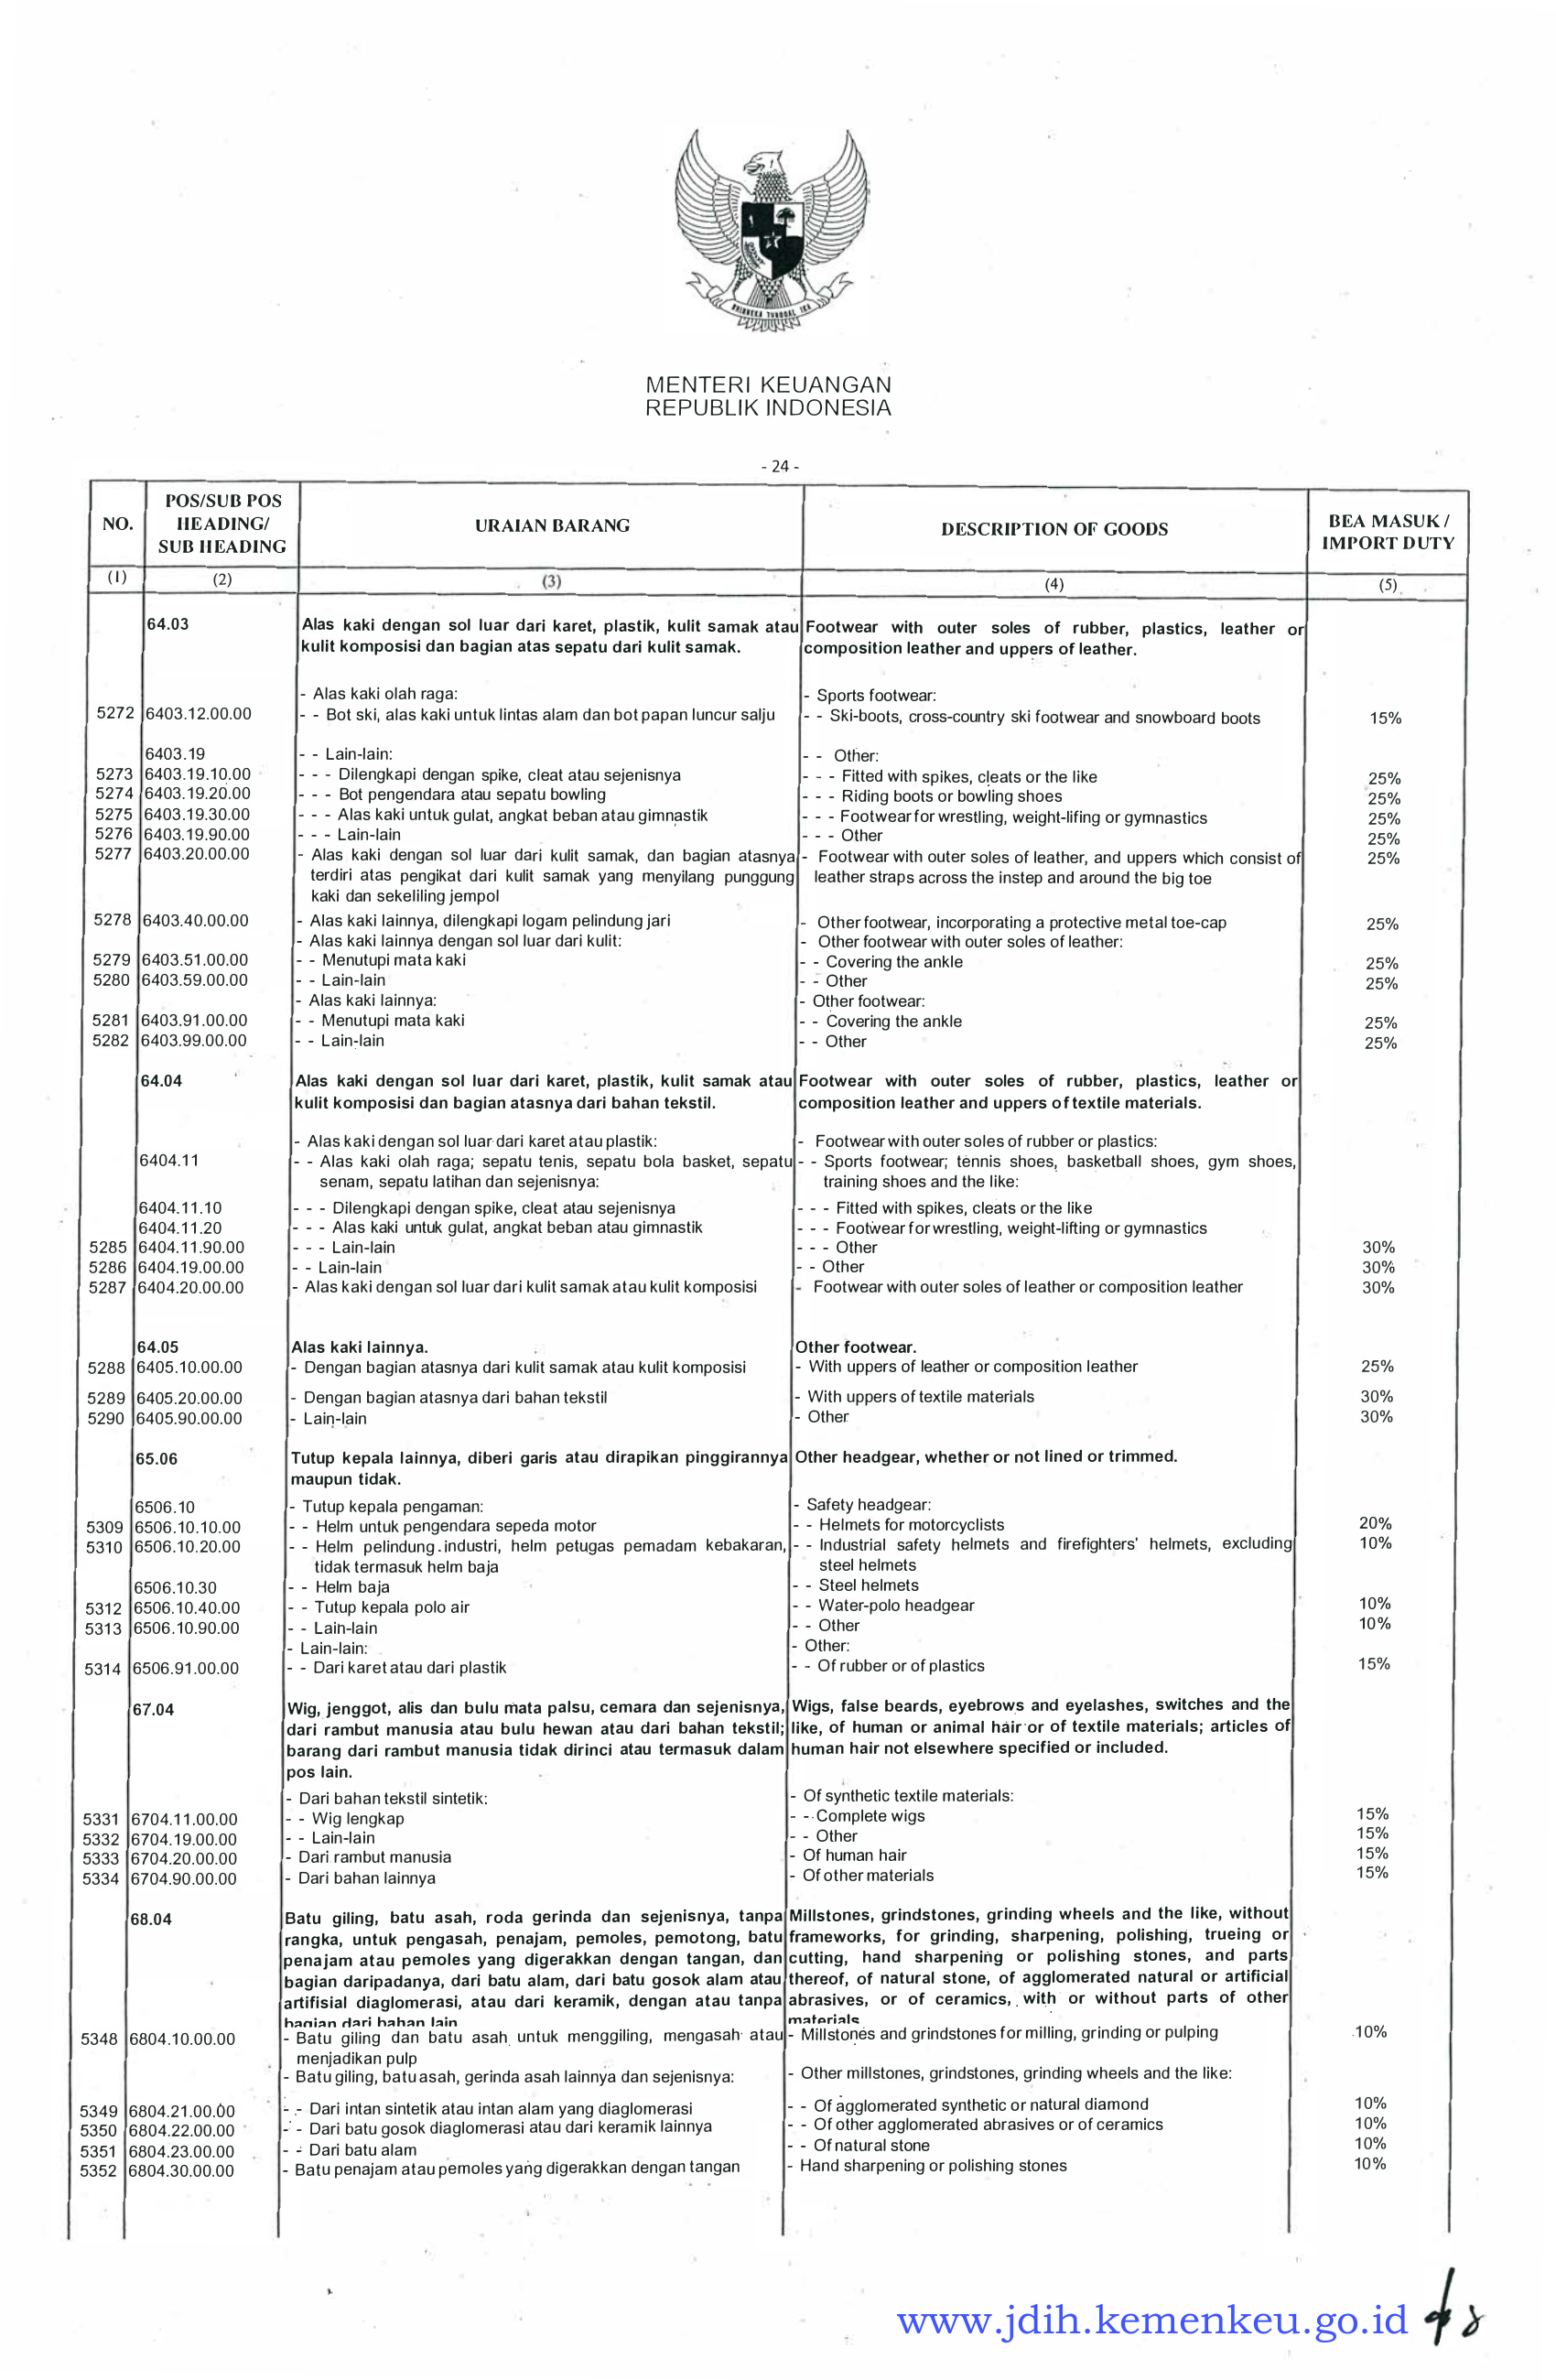 BHINNEKA TUNGGAL IKA
MENTERI KEUANGAN
REPUBLIK INDONESIA
- 24 -
NO. POS/SUB POS HEADING/ SUB HEADING URAIAN BARANG DESCRIPTION OF GOODS BEA MASUK / IMPORT DUTY
(1) (2) (3) (4) (5)
64.03 Alas kaki dengan sol luar dari karet, plastik, kulit samak atau Footwear with outer soles of rubber, plastics, leather or
kulit komposisi dan bagian atas sepatu dari kulit samak. composition leather and uppers of leather.
- Alas kaki olah raga: - Sports footwear:
5272 6403.12.00.00 - - Bot ski, alas kaki untuk lintas alam dan bot papan luncur salju - - Ski-boots, cross-country ski footwear and snowboard boots 15%
6403.19 - - Lain-lain: - - Other:
5273 6403.19.10.00 - - - Dilengkapi dengan spike, cleat atau sejenisnya - - - Fitted with spikes, cleats or the like 25%
5274 6403.19.20.00 - - - Bot pengendara atau sepatu bowling - - - Riding boots or bowling shoes 25%
5275 6403.19.30.00 - - - Alas kaki untuk gulat, angkat beban atau gimnastik - - - Footwear for wrestling, weight-lifing or gymnastics 25%
5276 6403.19.90.00 - - - Lain-lain - - - Other 25%
5277 6403.20.00.00 - Alas kaki dengan sol luar dari kulit samak, dan bagian atasnya - Footwear with outer soles of leather, and uppers which consist of 25%
terdiri atas pengikat dari kulit samak yang menyilang punggung leather straps across the instep and around the big toe
kaki dan sekeliling jempol
5278 6403.40.00.00 - Alas kaki lainnya, dilengkapi logam pelindung jari - Other footwear, incorporating a protective metal toe-cap 25%
- Alas kaki lainnya dengan sol luar dari kulit: - Other footwear with outer soles of leather:
5279 6403.51.00.00 - - Menutupi mata kaki - - Covering the ankle 25%
5280 6403.59.00.00 - - Lain-lain - - Other 25%
- Alas kaki lainnya: - Other footwear:
5281 6403.91.00.00 - - Menutupi mata kaki - - Covering the ankle 25%
5282 6403.99.00.00 - - Lain-lain - - Other 25%
64.04 Alas kaki dengan sol luar dari karet, plastik, kulit samak atau Footwear with outer soles of rubber, plastics, leather or
kulit komposisi dan bagian atasnya dari bahan tekstil. composition leather and uppers of textile materials.
- Alas kaki dengan sol luar dari karet atau plastik: - Footwear with outer soles of rubber or plastics:
6404.11 - - Alas kaki olah raga; sepatu tenis, sepatu bola basket, sepatu - - Sports footwear; tennis shoes, basketball shoes, gym shoes,
senam, sepatu latihan dan sejenisnya: training shoes and the like:
6404.11.10 - - - Dilengkapi dengan spike, cleat atau sejenisnya - - - Fitted with spikes, cleats or the like
6404.11.20 - - - Alas kaki untuk gulat, angkat beban atau gimnastik - - - Footwear for wrestling, weight-lifting or gymnastics
5285 6404.11.90.00 - - - Lain-lain - - - Other 30%
5286 6404.19.00.00 - - Lain-lain - - Other 30%
5287 6404.20.00.00 - Alas kaki dengan sol luar dari kulit samak atau kulit komposisi - Footwear with outer soles of leather or composition leather 30%
64.05 Alas kaki lainnya. Other footwear.
5288 6405.10.00.00 - Dengan bagian atasnya dari kulit samak atau kulit komposisi - With uppers of leather or composition leather 25%
5289 6405.20.00.00 - Dengan bagian atasnya dari bahan tekstil - With uppers of textile materials 30%
5290 6405.90.00.00 - Lain-lain - Other 30%
65.06 Tutup kepala lainnya, diberi garis atau dirapikan pinggirannya Other headgear, whether or not lined or trimmed.
maupun tidak.
6506.10 - Tutup kepala pengaman: - Safety headgear:
5309 6506.10.10.00 - - Helm untuk pengendara sepeda motor - - Helmets for motorcyclists 20%
5310 6506.10.20.00 - - Helm pelindung industri, helm petugas pemadam kebakaran, - - Industrial safety helmets and firefighters' helmets, excluding 10%
tidak termasuk helm baja steel helmets
6506.10.30 - - Helm baja - - Steel helmets
5312 6506.10.40.00 - - Tutup kepala polo air - - Water-polo headgear 10%
5313 6506.10.90.00 - - Lain-lain - - Other 10%
- Lain-lain: - Other:
5314 6506.91.00.00 - - Dari karet atau dari plastik - - Of rubber or of plastics 15%
67.04 Wig, jenggot, alis dan bulu mata palsu, cemara dan sejenisnya, Wigs, false beards, eyebrows and eyelashes, switches and the
dari rambut manusia atau bulu hewan atau dari bahan tekstil; like, of human or animal hair or of textile materials; articles of
barang dari rambut manusia tidak dirinci atau termasuk dalam human hair not elsewhere specified or included.
pos lain.
- Dari bahan tekstil sintetik: - Of synthetic textile materials:
5331 6704.11.00.00 - - Wig lengkap - - Complete wigs 15%
5332 6704.19.00.00 - - Lain-lain - - Other 15%
5333 6704.20.00.00 - Dari rambut manusia - Of human hair 15%
5334 6704.90.00.00 - Dari bahan lainnya - Of other materials 15%
68.04 Batu giling, batu asah, roda gerinda dan sejenisnya, tanpa Millstones, grindstones, grinding wheels and the like, without
rangka, untuk pengasah, penajam, pemoles, pemotong, batu frameworks, for grinding, sharpening, polishing, trueing or
penajam atau pemoles yang digerakkan dengan tangan, dan cutting, hand sharpening or polishing stones, and parts
bagian daripadanya, dari batu alam, dari batu gosok alam atau thereof, of natural stone, of agglomerated natural or artificial
artifisial diaglomerasi, atau dari keramik, dengan atau tanpa abrasives, or of ceramics, with or without parts of other
bagian dari bahan lain materials
5348 6804.10.00.00 - Batu giling dan batu asah untuk menggiling, mengasah atau - Millstones and grindstones for milling, grinding or pulping 10%
menjadikan pulp
- Batu giling, batu asah, gerinda asah lainnya dan sejenisnya: - Other millstones, grindstones, grinding wheels and the like:
5349 6804.21.00.00 - - Dari intan sintetik atau intan alam yang diaglomerasi - - Of agglomerated synthetic or natural diamond 10%
5350 6804.22.00.00 - - Dari batu gosok diaglomerasi atau dari keramik lainnya - - Of other agglomerated abrasives or of ceramics 10%
5351 6804.23.00.00 - - Dari batu alam - - Of natural stone 10%
5352 6804.30.00.00 - Batu penajam atau pemoles yang digerakkan dengan tangan - Hand sharpening or polishing stones 10%
www.jdih.kemenkeu.go.id